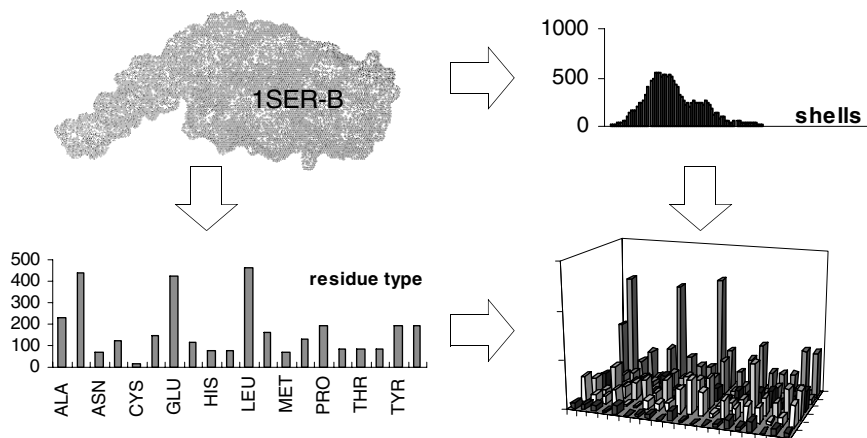 1SER-B
1000
500
0
shells
500
400
300
200
100
0
residue type
ALA
ASN
CYS
GLU
HIS
LEU
MET
PRO
THR
TYR